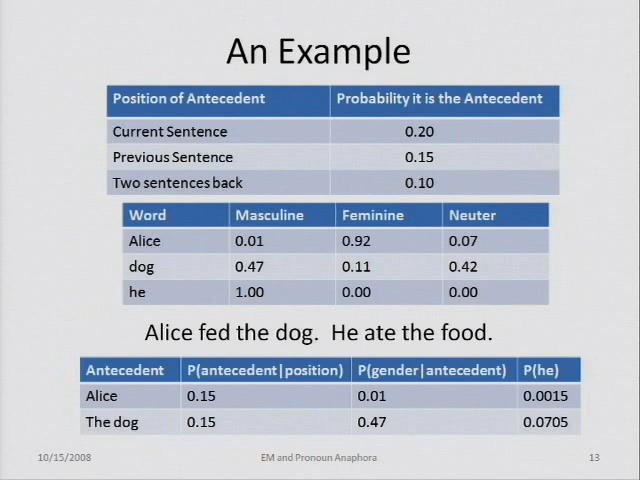 An Example
Position of Antecedent Probability it is the Antecedent
Current Sentence 0.20
Previous Sentence 0.15
Two sentences back 0.10
Word Masculine Feminine Neuter
Alice 0.01 0.92 0.07
dog 0.47 0.11 0.42
he 1.00 0.00 0.00
Alice fed the dog. He ate the food.
Antecedent P(antecedent|position) P(gender|antecedent) P(he)
Alice 0.15 0.01 0.0015
The dog 0.15 0.47 0.0705
10/15/2008 EM and Pronoun Anaphora 13